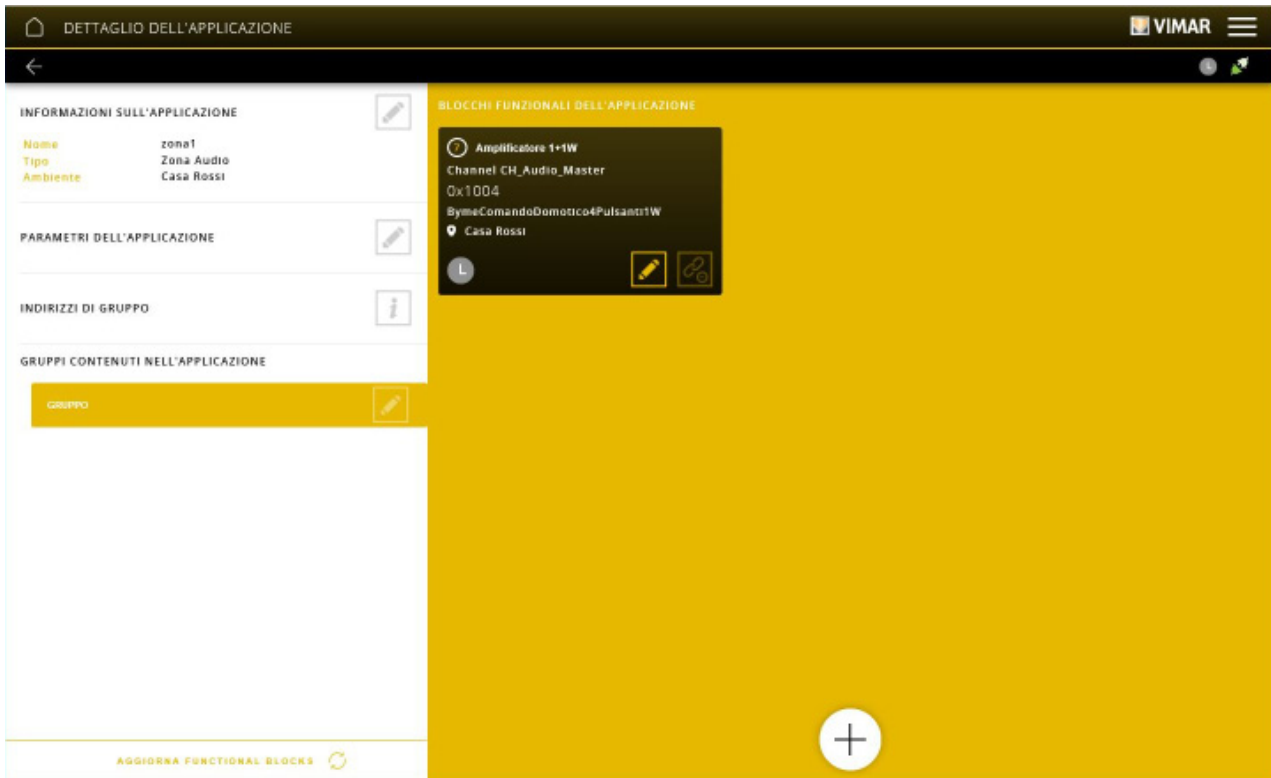 DETTAGLIO DELL'APPLICAZIONE
VIMAR
INFORMAZIONI SULL'APPLICAZIONE
Nome zona1
Tipo Zona Audio
Ambiente Casa Rossi
PARAMETRI DELL'APPLICAZIONE
INDIRIZZI DI GRUPPO
i
GRUPPI CONTENUTI NELL'APPLICAZIONE
GRUPPO
AGGIORNA FUNCTIONAL BLOCKS
BLOCCHI FUNZIONALI DELL'APPLICAZIONE
? Amplificatore 1+1W
Channel CH_Audio_Master
0x1004
BymeComandoDomotico4Pulsanti1W
Casa Rossi
L